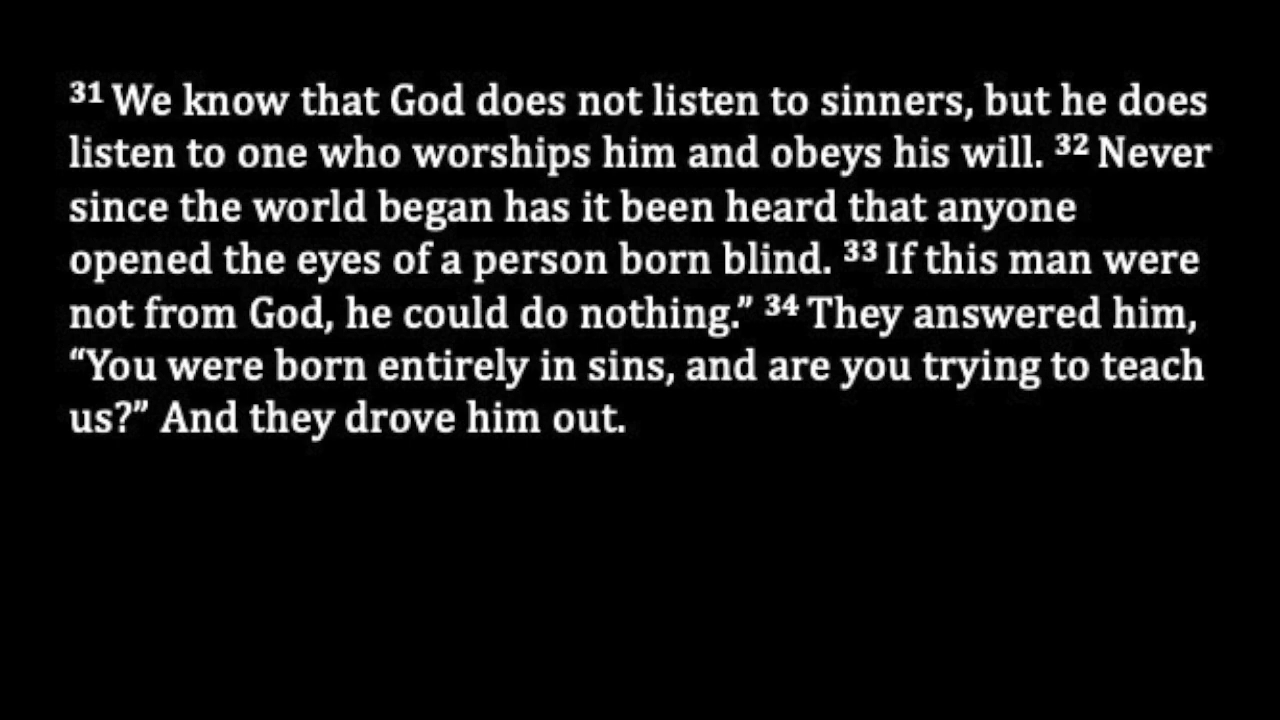 ³¹ We know that God does not listen to sinners, but he does
listen to one who worships him and obeys his will. ³² Never
since the world began has it been heard that anyone
opened the eyes of a person born blind. ³³ If this man were
not from God, he could do nothing.” ³⁴ They answered him,
“You were born entirely in sins, and are you trying to teach
us?” And they drove him out.